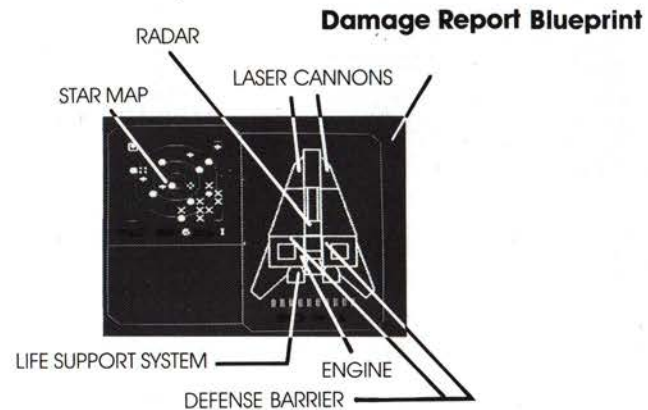 Damage Report Blueprint
RADAR
LASER CANNONS
STAR MAP
LIFE SUPPORT SYSTEM
ENGINE
DEFENSE BARRIER